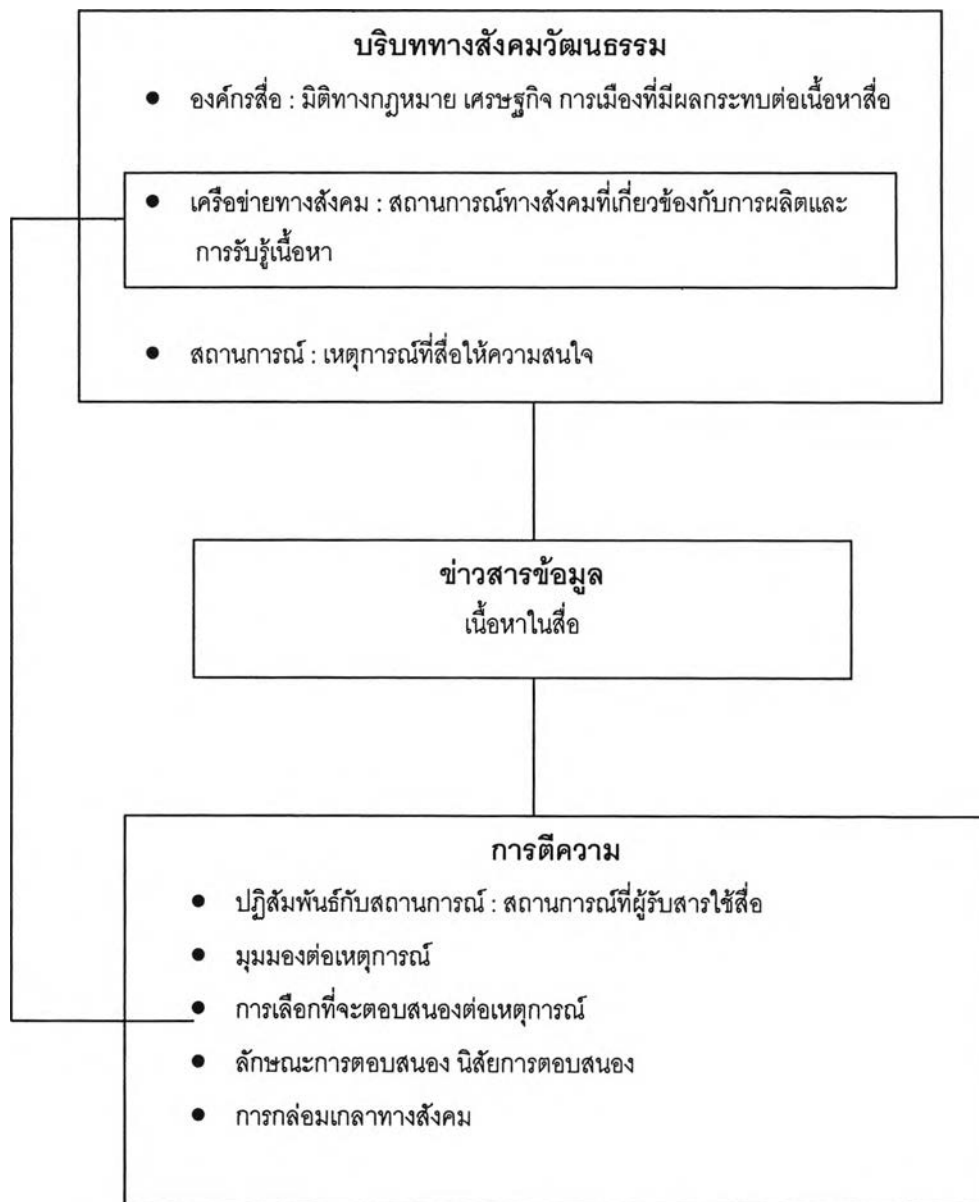 บริบททางสังคมวัฒนธรรม
● องค์กรสื่อ : มิติทางกฎหมาย เศรษฐกิจ การเมืองที่มีผลกระทบต่อเนื้อหาสื่อ
● เครือข่ายทางสังคม : สถานการณ์ทางสังคมที่เกี่ยวข้องกับการผลิตและ
การรับรู้เนื้อหา
● สถานการณ์ : เหตุการณ์ที่สื่อให้ความสนใจ
ข่าวสารข้อมูล
เนื้อหาในสื่อ
การตีความ
● ปฏิสัมพันธ์กับสถานการณ์ : สถานการณ์ที่ผู้รับสารใช้สื่อ
● มุมมองต่อเหตุการณ์
● การเลือกที่จะตอบสนองต่อเหตุการณ์
● ลักษณะการตอบสนอง นิสัยการตอบสนอง
● การกล่อมเกลาทางสังคม